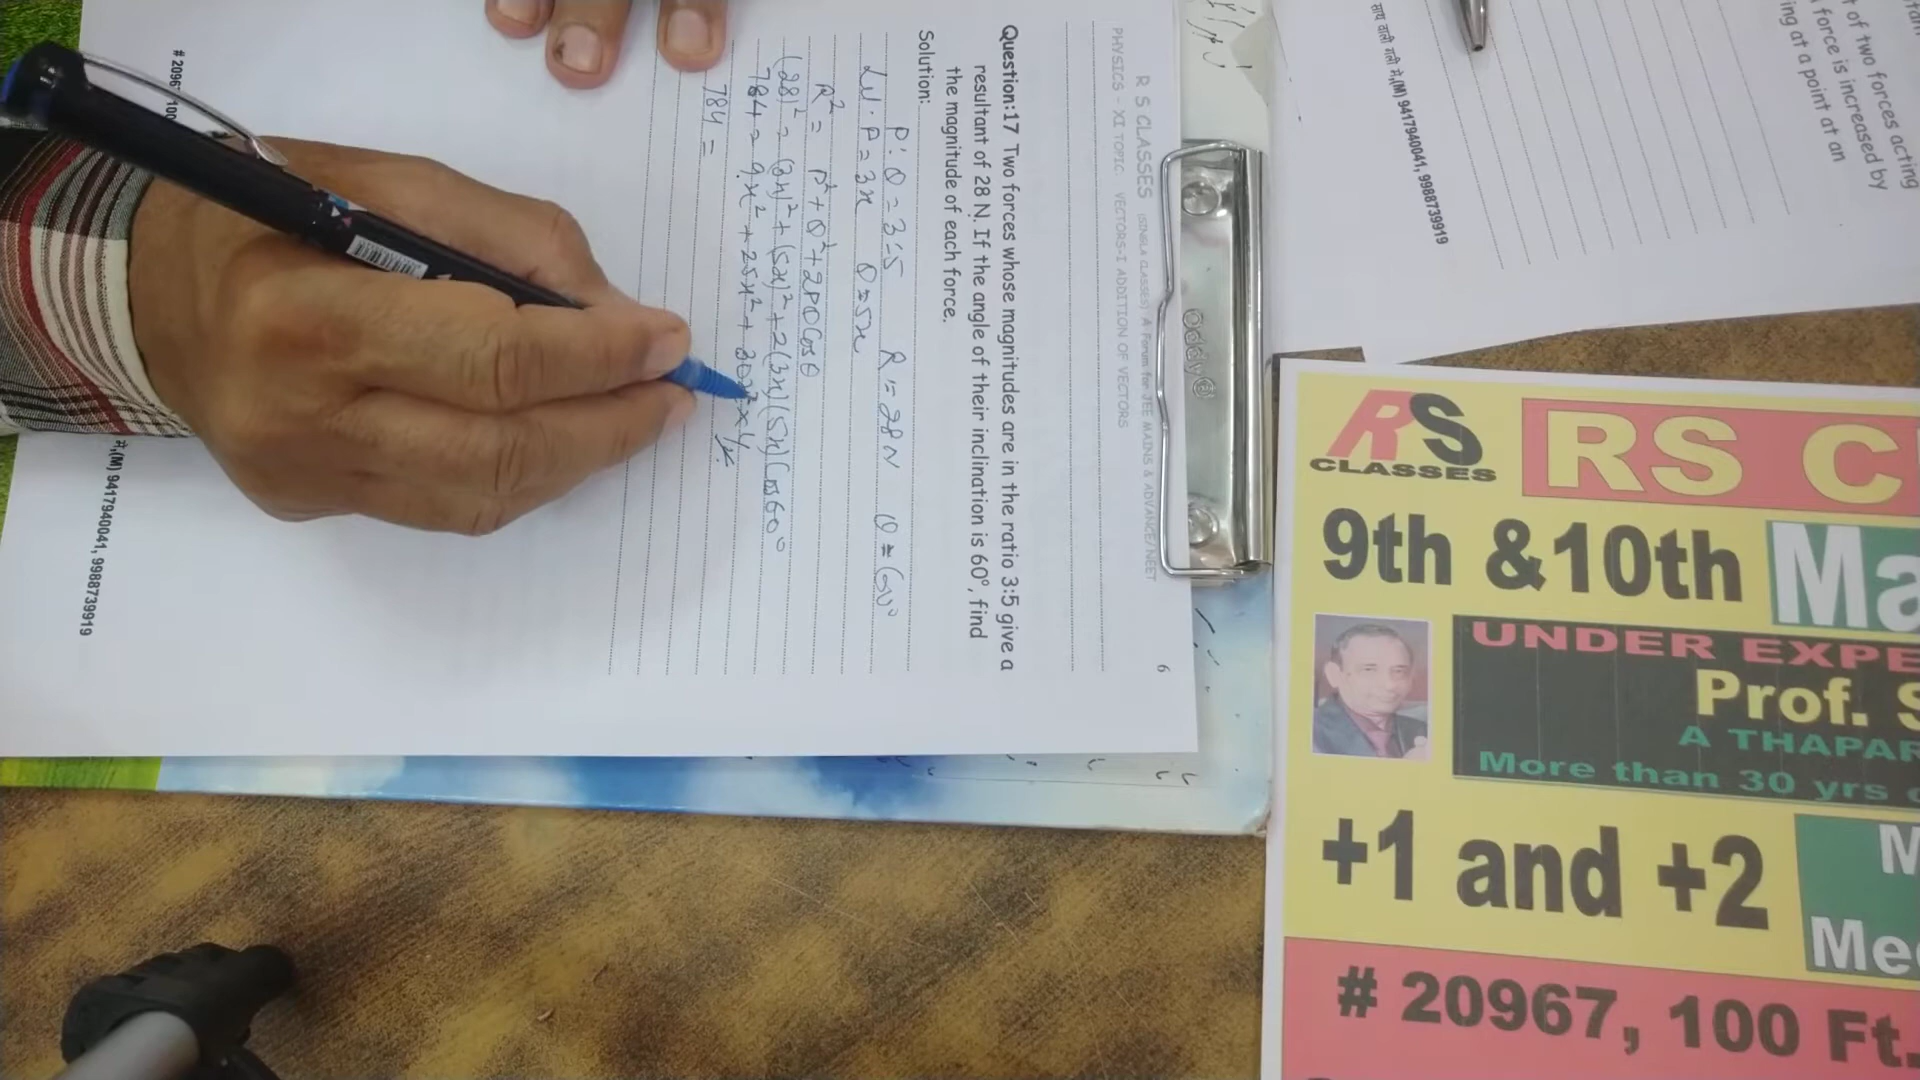 R S CLASSES (SINGLA CLASSES) A Forum for JEE MAINS & ADVANCE/NEET
PHYSICS - XI TOPIC VECTORS-I ADDITION OF VECTORS
6
Question:17 Two forces whose magnitudes are in the ratio 3:5 give a
resultant of 28 N. If the angle of their inclination is 60°, find
the magnitude of each force.
Solution:
P:Q = 3:5 R = 28N θ = 60°
Let P = 3x Q = 5x
R² = P² + Q² + 2PQ Cos θ
(28)² = (3x)² + (5x)² + 2(3x)(5x) Cos 60°
784 = 9x² + 25x² + 30x² × 1/2
784 =
# 2096
100
में,(M) 9417940041, 9988739919
Oddy
साथ वाली गली में,(M) 9417940041, 9988739919
of two forces acting
force is increased by
ing at a point at an
RS
CLASSES
RS C
9th &10th Ma
UNDER EXPE
Prof. S
A THAPAR
More than 30 yrs
+1 and +2
M
Me
# 20967, 100 Ft.